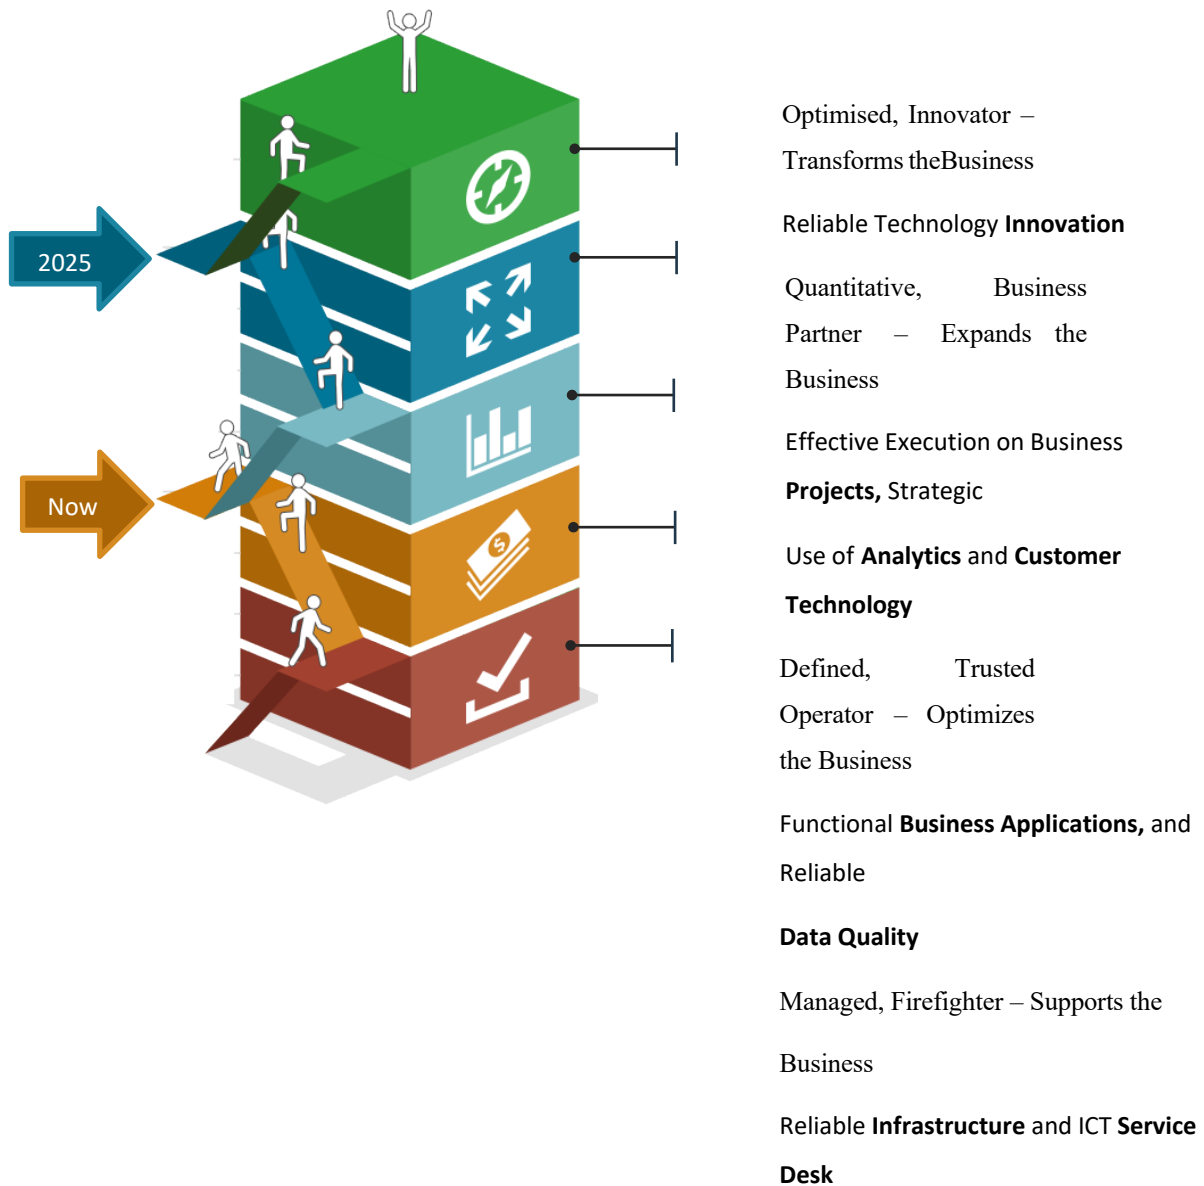 Optimised, Innovator –
Transforms theBusiness
Reliable Technology Innovation
2025
Quantitative, Business
Partner – Expands the
Business
Effective Execution on Business
Projects, Strategic
Now
Use of Analytics and Customer
Technology
Defined, Trusted
Operator – Optimizes
the Business
Functional Business Applications, and
Reliable
Data Quality
Managed, Firefighter – Supports the
Business
Reliable Infrastructure and ICT Service
Desk